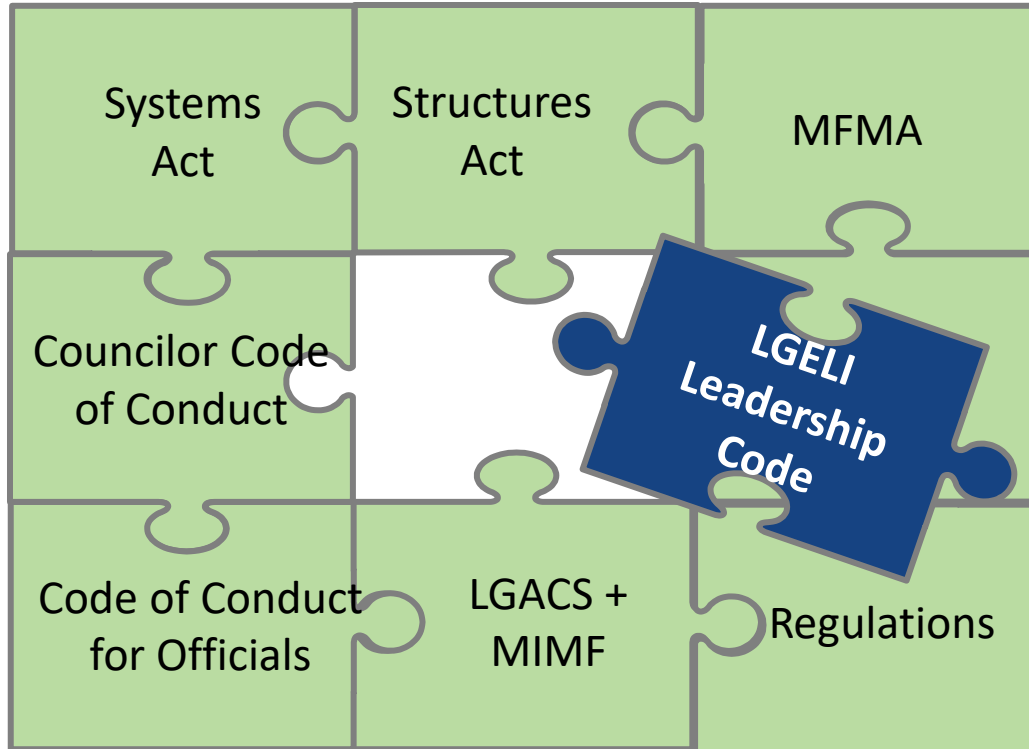 Systems
Act
Structures
Act
MFMA
Councilor Code
of Conduct
LGELI
Leadership
Code
Code of Conduct
for Officials
LGACS +
MIMF
Regulations